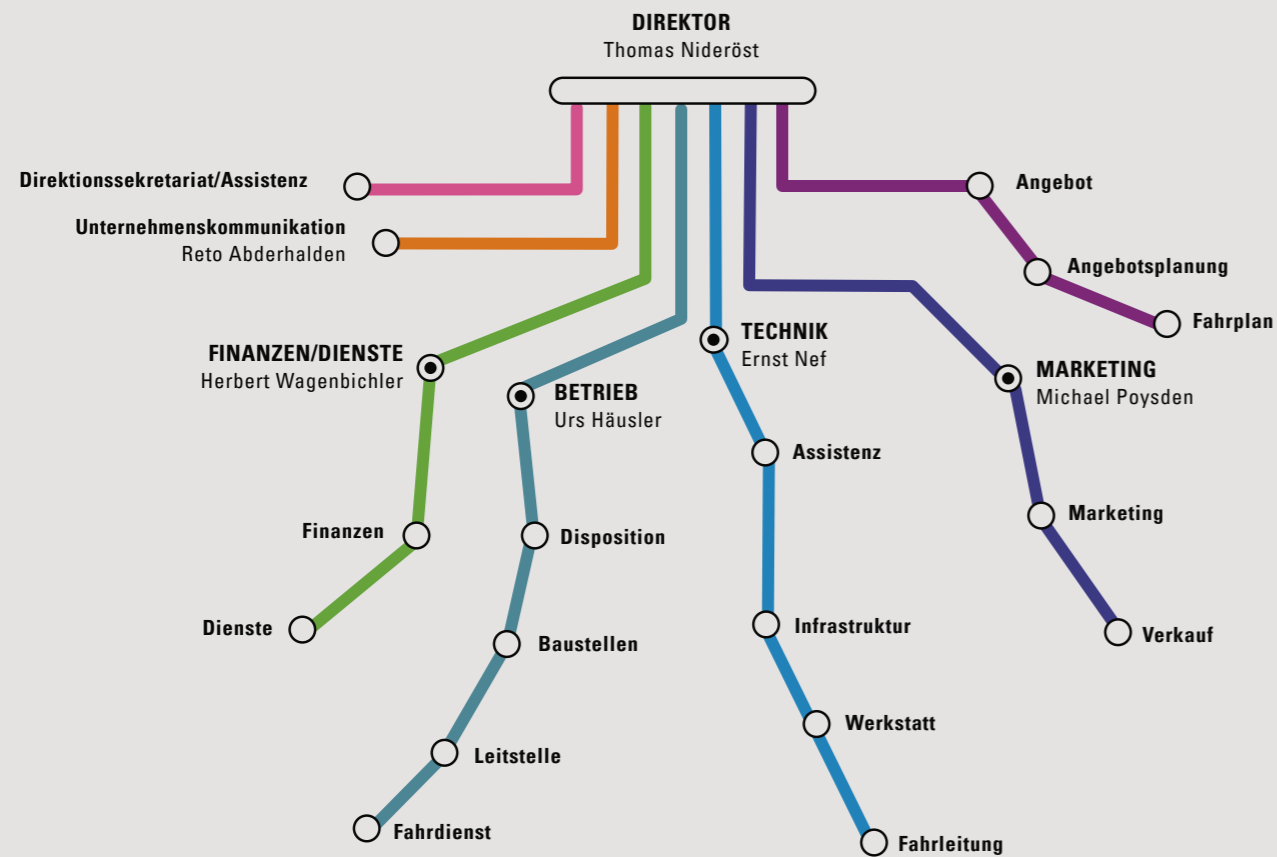 DIREKTOR
Thomas Nideröst
Direktionssekretariat/Assistenz
Unternehmenskommunikation
Reto Abderhalden
Angebot
Angebotsplanung
Fahrplan
FINANZEN/DIENSTE
Herbert Wagenbichler
Finanzen
Dienste
BETRIEB
Urs Häusler
Disposition
Baustellen
Leitstelle
Fahrdienst
TECHNIK
Ernst Nef
Assistenz
Infrastruktur
Werkstatt
Fahrleitung
MARKETING
Michael Poysden
Marketing
Verkauf